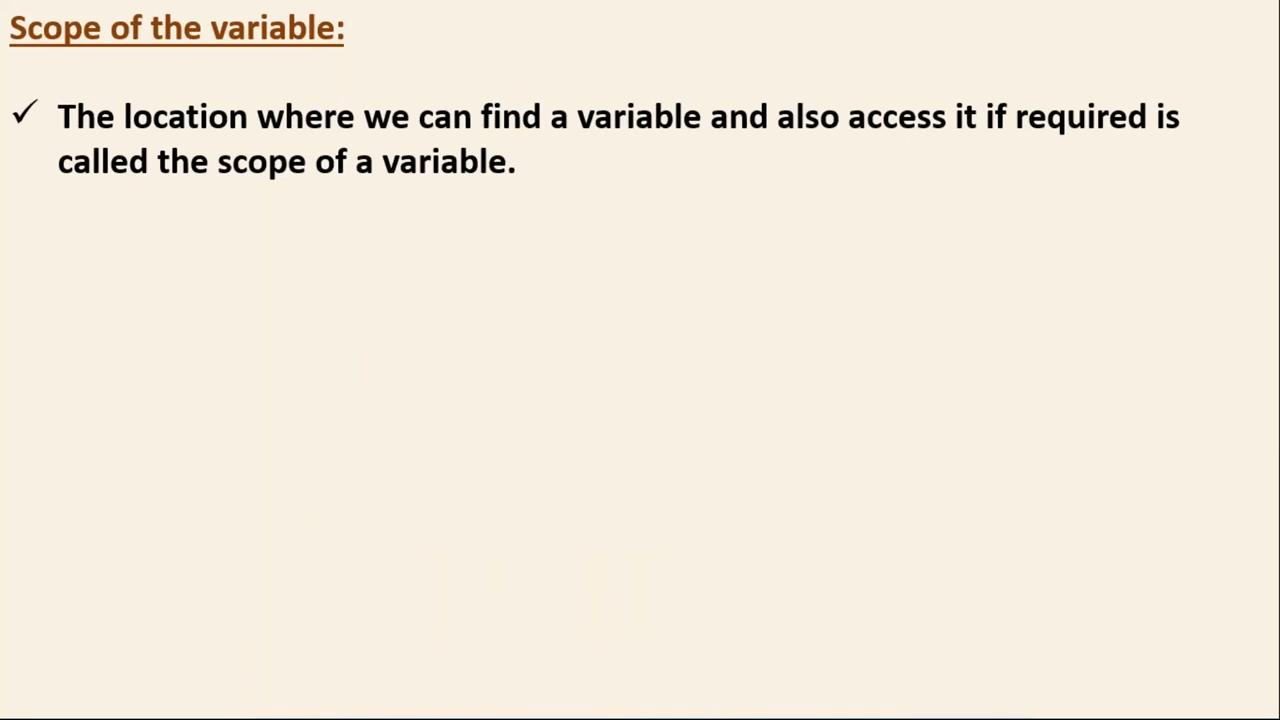 Scope of the variable:
✓ The location where we can find a variable and also access it if required is
called the scope of a variable.